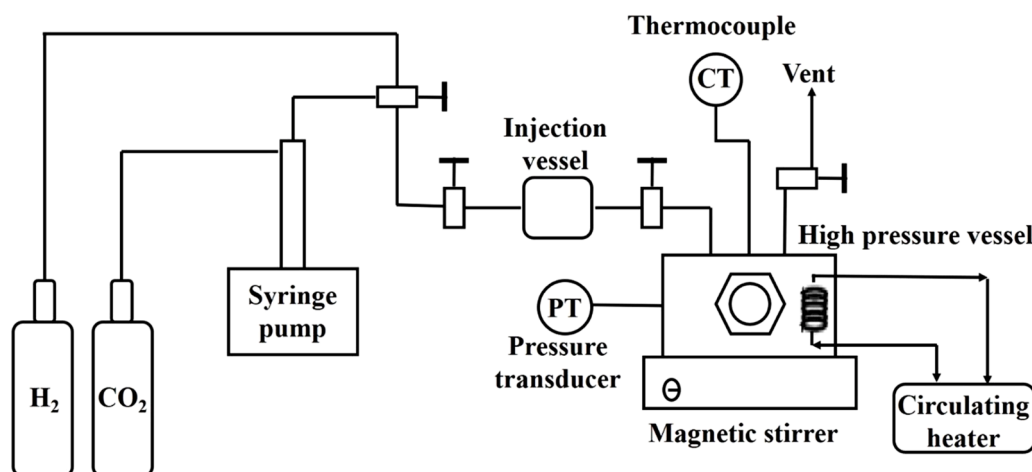 Thermocouple
CT
Vent
Injection
vessel
High pressure vessel
Syringe
pump
PT
Pressure
transducer
H₂
CO₂
Θ
Magnetic stirrer
Circulating
heater